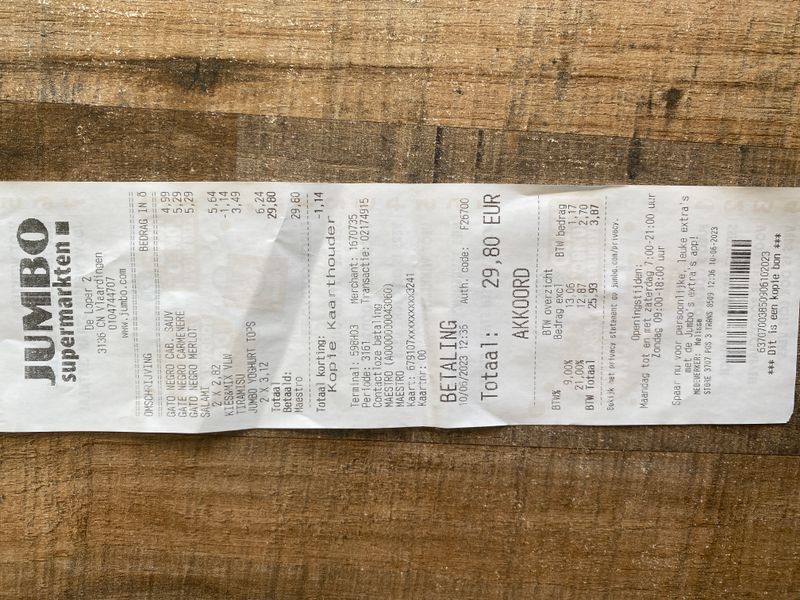 JUMBO
supermarkten
De Loper 2
3136 CN Vlaardingen
0104744707
www.jumbo.com
OMSCHRIJVING BEDRAG IN
GATO NEGRO CAB. SAUV 4,99
GATE NEGRO CARMENERE 5,29
GATO NEGRO MERLOT 5,29
SALAMI
2 X 2,82 5,64
KIES&MIX VLW -1,14
TIRAMISU 3,49
JUMBO YOGHURT TOPS
2 X 3,12 6,24
Totaal 29,80
Betaald:
Maestro 29,80
Totaal korting: -1,14
Kopie Kaarthouder
Terminal: 59BH03 Merchant: 1670735
Periode: 3161 Transactie: 02174915
Contactloze betaling
MAESTRO (A0000000043060)
MAESTRO
Kaart: 679107xxxxxxxxx3241
Kaartnr: 00
BETALING
10/06/2023 12:36 Auth. code: F26700
Totaal: 29,80 EUR
AKKOORD
BTW overzicht
BTW% Bedrag excl BTW bedrag
9,00% 13,06 1,17
21,00% 12,87 2,70
BTW Totaal 25,93 3,87
Bekijk het privacy statement op jumbo.com/privacy.
Openingstijden:
Maandag tot en met zaterdag 7:00-21:00 uur
Zondag 09:00-18:00 uur
Spaar nu voor persoonlijke, leuke extra's
met de Jumbo's extra's app!
MEDEWERKER: Melissa
STORE 3707 POS 3 TRANS 8509 12:36 10-06-2023
63707003850906102023
*** Dit is een kopie bon ***